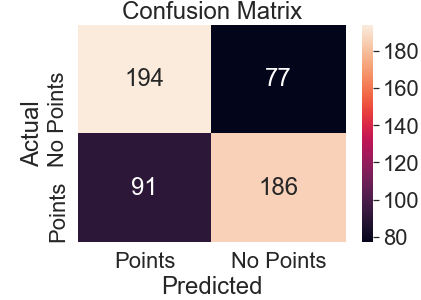 Confusion Matrix
Actual
No Points
Points
194
77
91
186
Points
No Points
Predicted
180
160
140
120
100
80